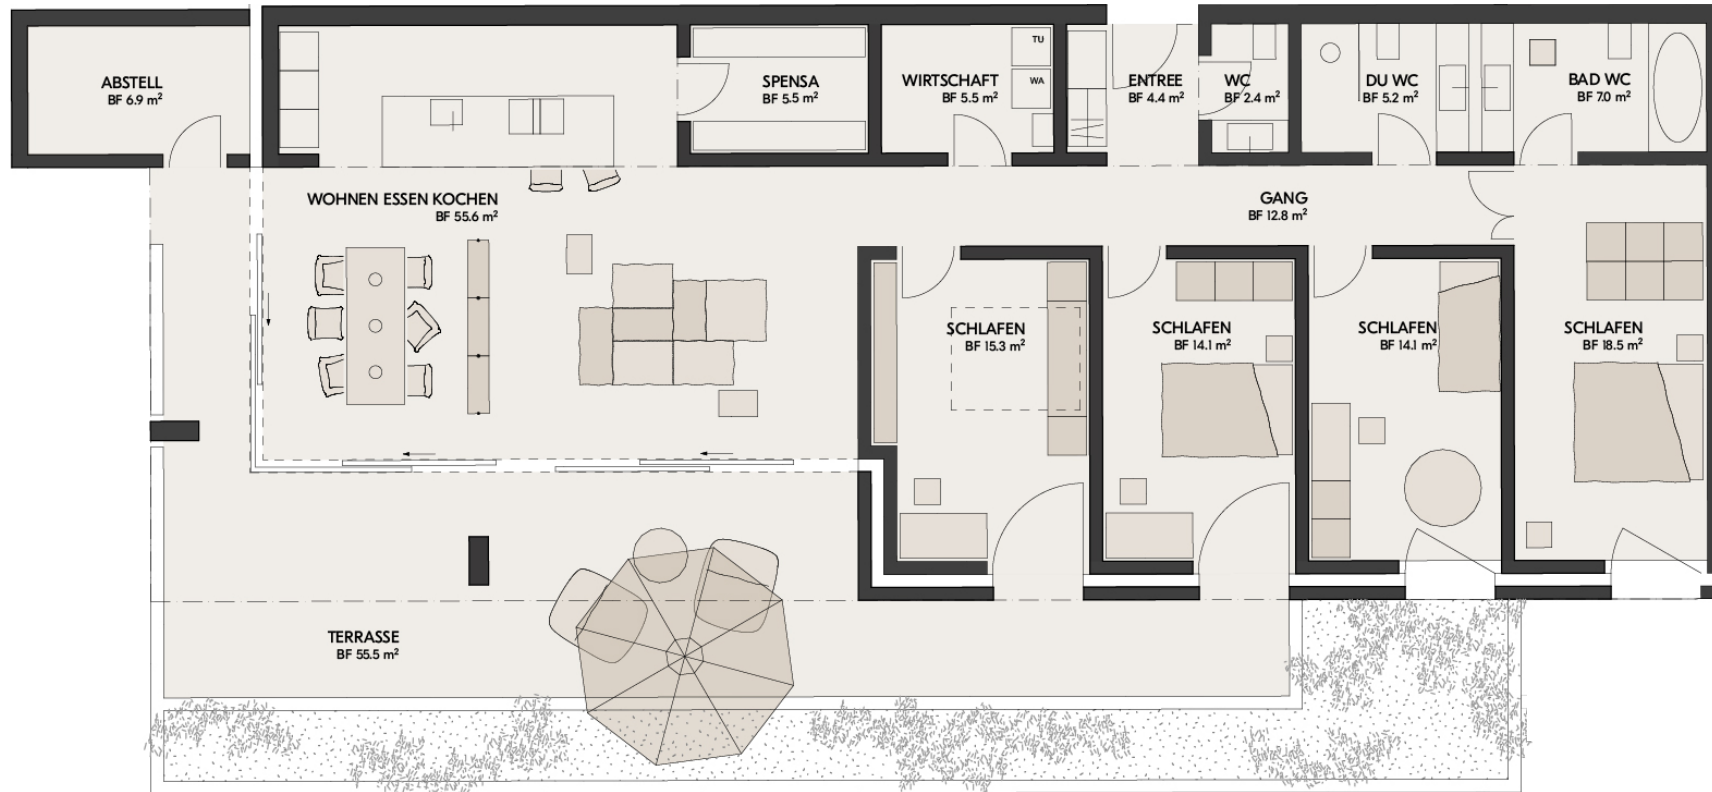 ABSTELL
BF 6.9 m²
SPENSA
BF 5.5 m²
WIRTSCHAFT
BF 5.5 m²
TU
WA
ENTREE
BF 4.4 m²
WC
BF 2.4 m²
DU WC
BF 5.2 m²
BAD WC
BF 7.0 m²
WOHNEN ESSEN KOCHEN
BF 55.6 m²
GANG
BF 12.8 m²
SCHLAFEN
BF 15.3 m²
SCHLAFEN
BF 14.1 m²
SCHLAFEN
BF 14.1 m²
SCHLAFEN
BF 18.5 m²
TERRASSE
BF 55.5 m²